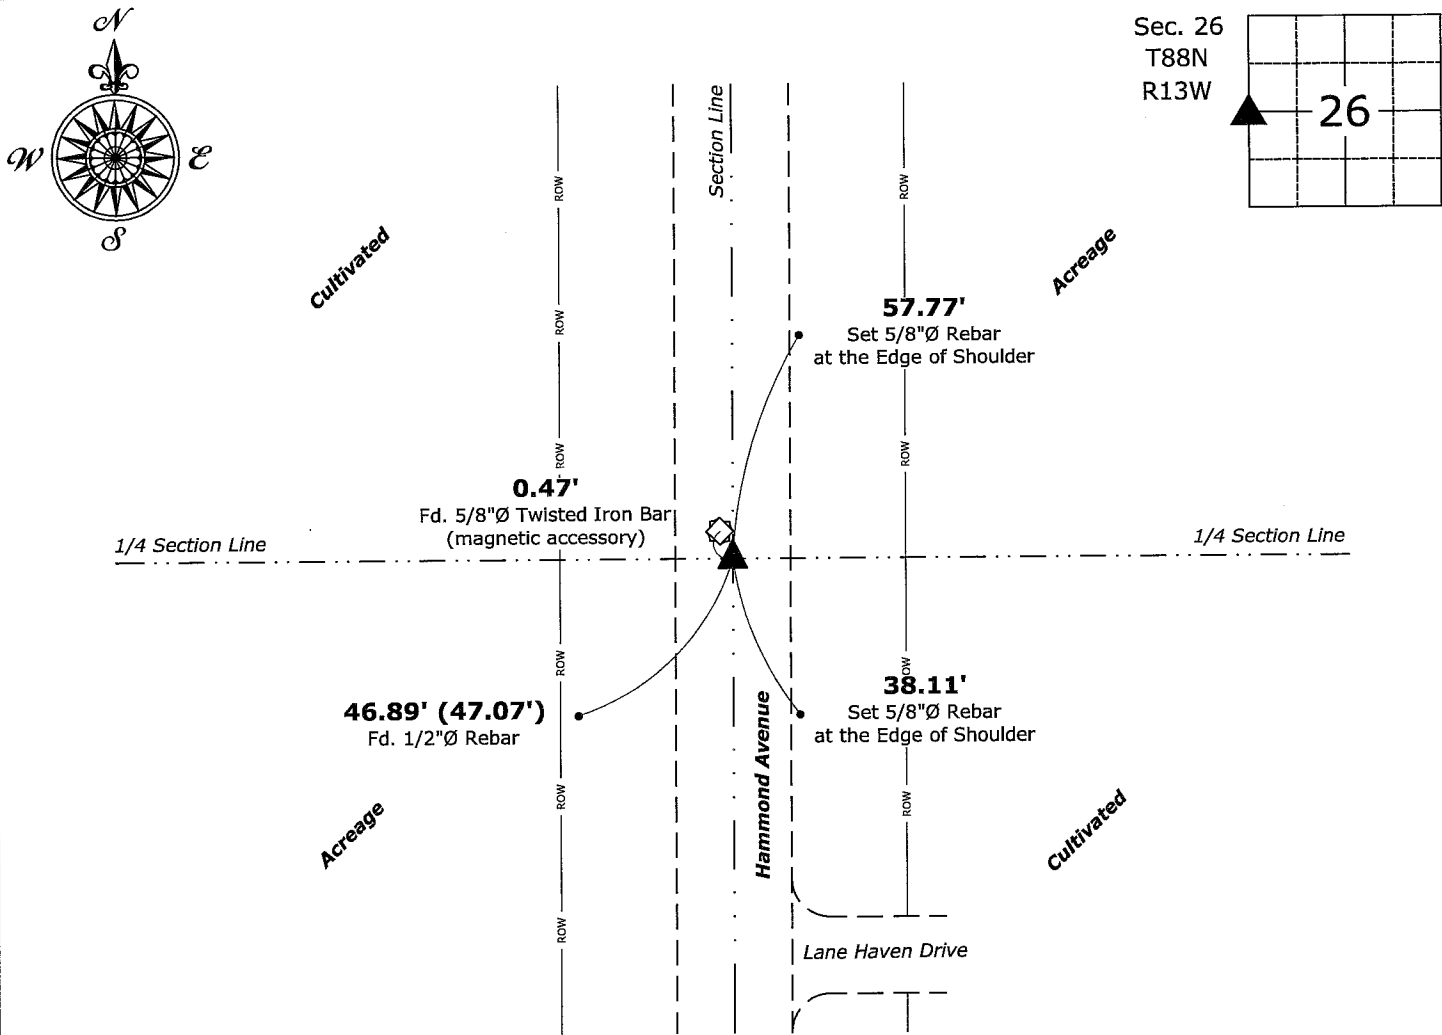 N
W
E
S
Sec. 26
T88N
R13W
26
Section Line
ROW
ROW
Cultivated
Acreage
57.77'
Set 5/8"Ø Rebar
at the Edge of Shoulder
ROW
ROW
ROW
0.47'
Fd. 5/8"Ø Twisted Iron Bar
(magnetic accessory)
1/4 Section Line
1/4 Section Line
ROW
ROW
38.11'
Set 5/8"Ø Rebar
at the Edge of Shoulder
46.89' (47.07')
Fd. 1/2"Ø Rebar
Hammond Avenue
ROW
ROW
Acreage
Cultivated
ROW
Lane Haven Drive